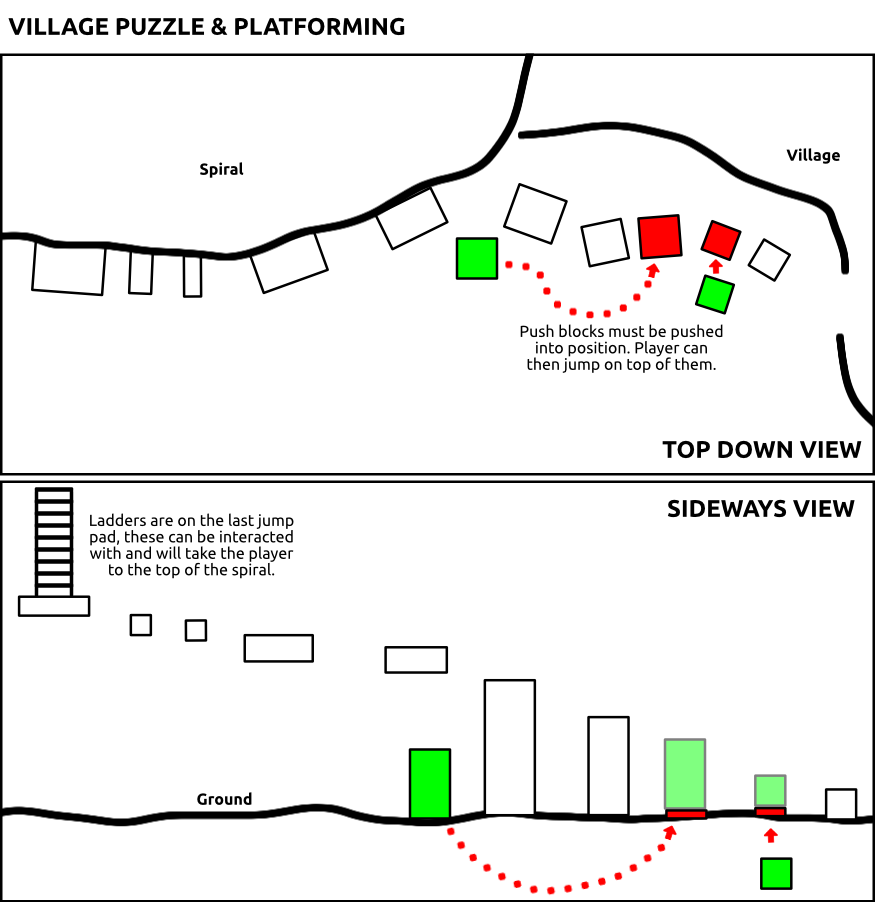 VILLAGE PUZZLE & PLATFORMING
Spiral
Village
Push blocks must be pushed
into position. Player can
then jump on top of them.
TOP DOWN VIEW
SIDEWAYS VIEW
Ladders are on the last jump
pad, these can be interacted
with and will take the player
to the top of the spiral.
Ground